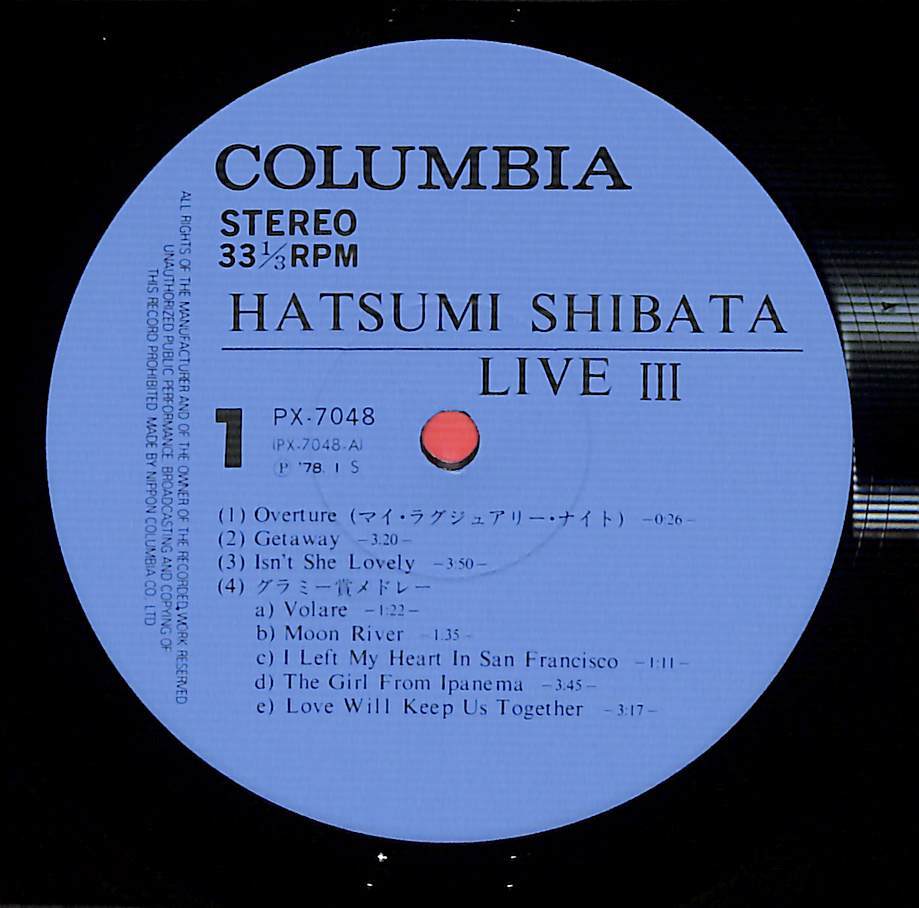 COLUMBIA
STEREO
33 1/3 RPM
HATSUMI SHIBATA
LIVE III
1
PX-7048
(PX-7048-A)
Ⓟ '78. 1 S
(1) Overture (マイ・ラグジュアリー・ナイト) －0:26－
(2) Getaway －3:20－
(3) Isn't She Lovely －3:50－
(4) グラミー賞メドレー
a) Volare －1:22－
b) Moon River －1:35－
c) I Left My Heart In San Francisco －1:11－
d) The Girl From Ipanema －3:45－
e) Love Will Keep Us Together －3:17－
ALL RIGHTS OF THE MANUFACTURER AND OF THE OWNER OF THE RECORDED WORK RESERVED
UNAUTHORIZED PUBLIC PERFORMANCE BROADCASTING AND COPYING OF
THIS RECORD PROHIBITED MADE BY NIPPON COLUMBIA CO. LTD